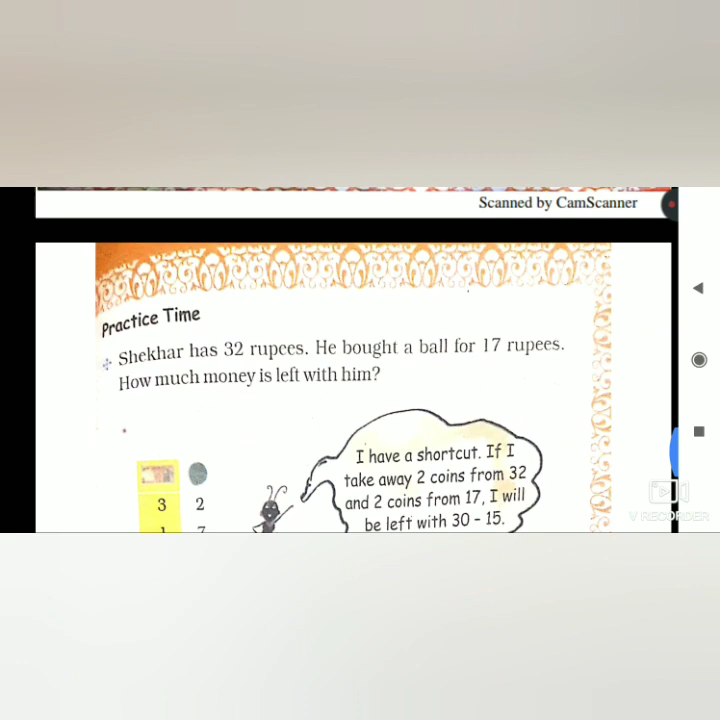 Scanned by CamScanner
Practice Time
Shekhar has 32 rupees. He bought a ball for 17 rupees.
How much money is left with him?
I have a shortcut. If I
take away 2 coins from 32
and 2 coins from 17, I will
be left with 30 - 15.
3 2
1 7
V RECORDER